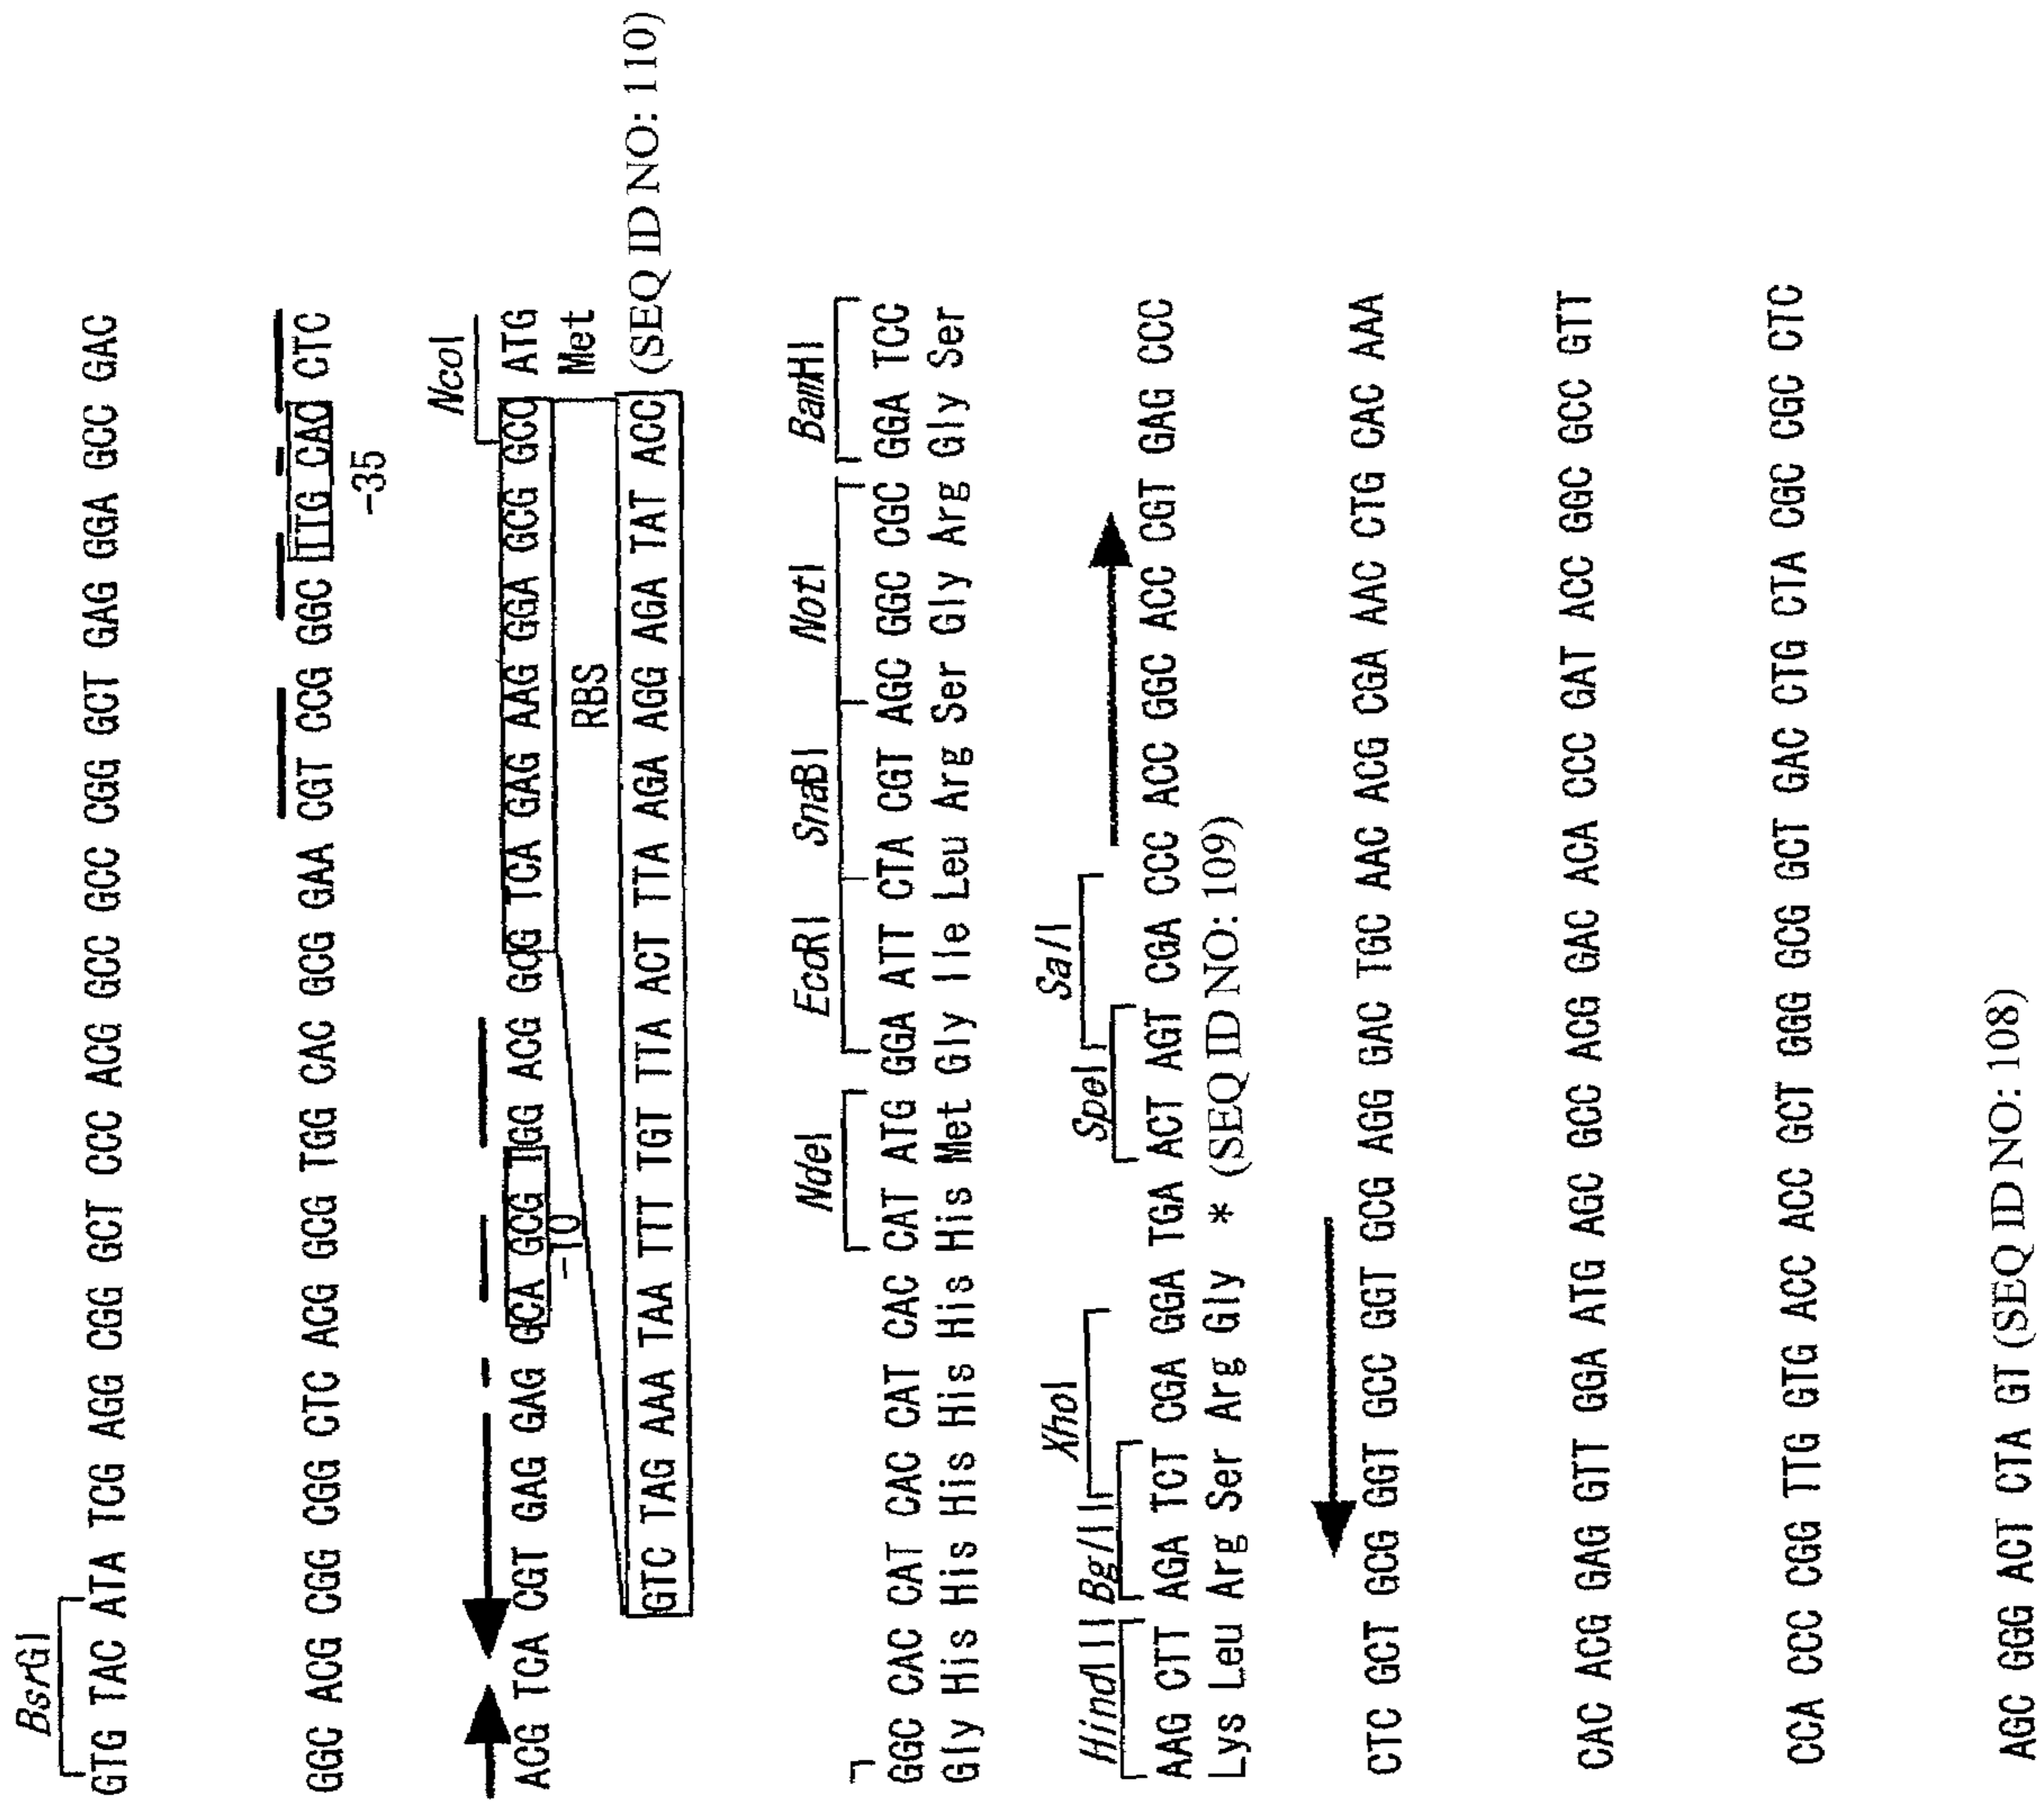 BsrGI
GTG TAC ATA TCG AGG CGG GCT CCC ACG GCC GCC CGG GCT GAG GGA GCC GAC
GGC ACG CGG CGG CTC ACG GCG TGG CAC GCG GAA CGT CCG GGC TTG CAC CTC
-35
NcoI
ACG TCA CGT GAG GAG GCA GCG TGG ACG GCG TCA GAG AAG GGA GCG GCC ATG
-10
RBS
Met
GTC TAG AAA TAA TTT TGT TTA ACT TTA AGA AGG AGA TAT ACC (SEQ ID NO: 110)
NdeI EcoRI SnaBI NotI BamHI
GGC CAC CAT CAC CAT CAC CAT ATG GGA ATT CTA CGT AGC GGC CGC GGA TCC
Gly His His His His His His Met Gly Ile Leu Arg Ser Gly Arg Gly Ser
HindIII BglII XhoI SpeI SalI
AAG CTT AGA TCT CGA GGA TGA ACT AGT CGA CCC ACC GGC ACC CGT GAG CCC
Lys Leu Arg Ser Arg Gly * (SEQ ID NO: 109)
CTC GCT GCG GGT GCC GGT GCG AGG GAC TGC AAC ACG CGA AAC CTG CAC AAA
CAC ACG GAG GTT GGA ATG AGC GCC ACG GAC ACA CCC GAT ACC GGC GCC GTT
CCA CCC CGG TTG GTG ACC ACC GCT GGG GCG GCT GAC CTG CTA CGC CGC CTC
AGC GGG ACT CTA GT (SEQ ID NO: 108)